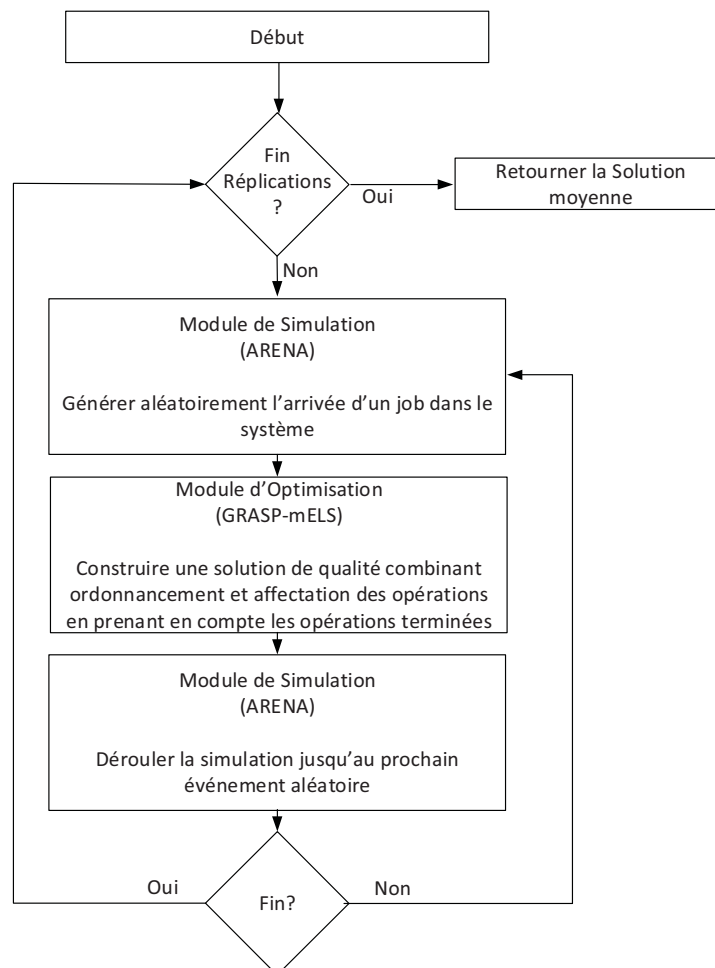 Début
Fin
Réplications
?
Oui
Retourner la Solution
moyenne
Non
Module de Simulation
(ARENA)
Générer aléatoirement l’arrivée d’un job dans le
système
Module d’Optimisation
(GRASP-mELS)
Construire une solution de qualité combinant
ordonnancement et affectation des opérations
en prenant en compte les opérations terminées
Module de Simulation
(ARENA)
Dérouler la simulation jusqu’au prochain
événement aléatoire
Oui
Fin?
Non